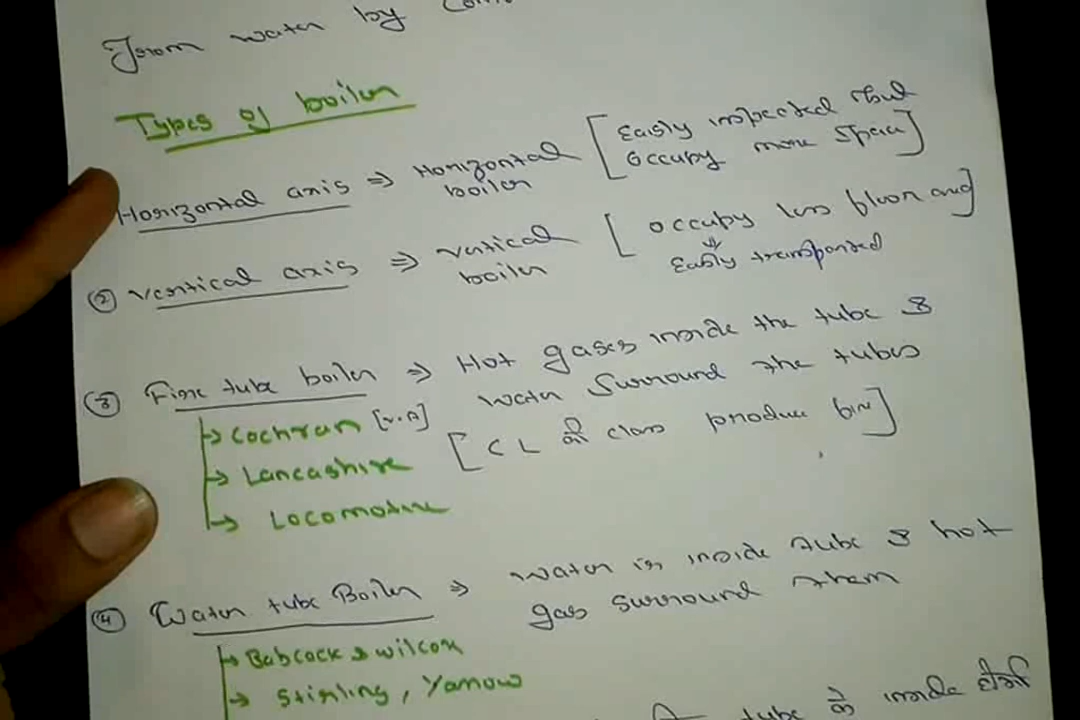 From water by
Types of boiler
Horizontal axis ⇒ Horizontal boiler [Easily inspected but occupy more space]
② Vertical axis ⇒ Vertical boiler [occupy less floor area]
⇓
Easily transported
③ Fire tube boiler ⇒ Hot gases inside the tube & water surround the tubes
→ Cochran [V.A]
→ Lancashire
→ Locomotive
[C L की class produce]
④ Water tube Boiler ⇒ Water is inside tube & hot gas surround them
→ Babcock & wilcox
→ Stirling, Yarrow
tube के inside